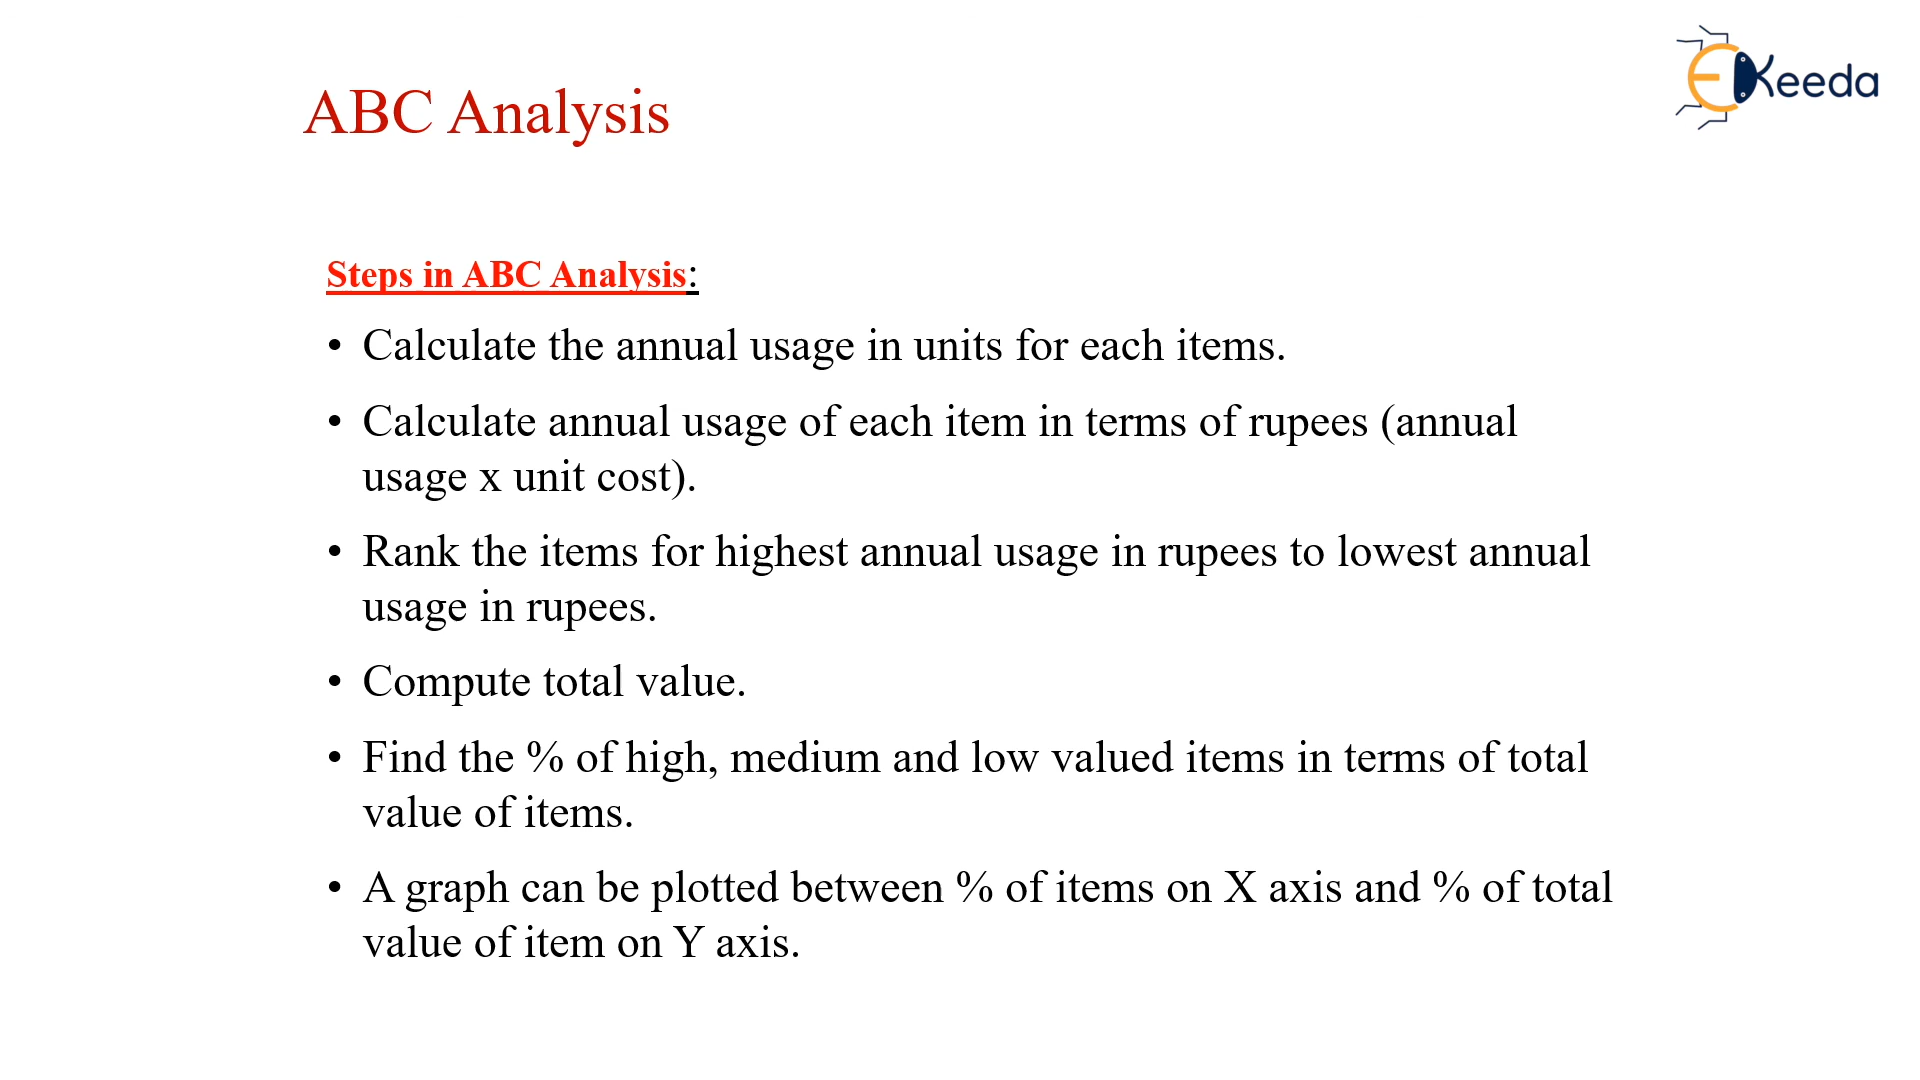 EKeeda
ABC Analysis
Steps in ABC Analysis:
• Calculate the annual usage in units for each items.
• Calculate annual usage of each item in terms of rupees (annual
usage x unit cost).
• Rank the items for highest annual usage in rupees to lowest annual
usage in rupees.
• Compute total value.
• Find the % of high, medium and low valued items in terms of total
value of items.
• A graph can be plotted between % of items on X axis and % of total
value of item on Y axis.